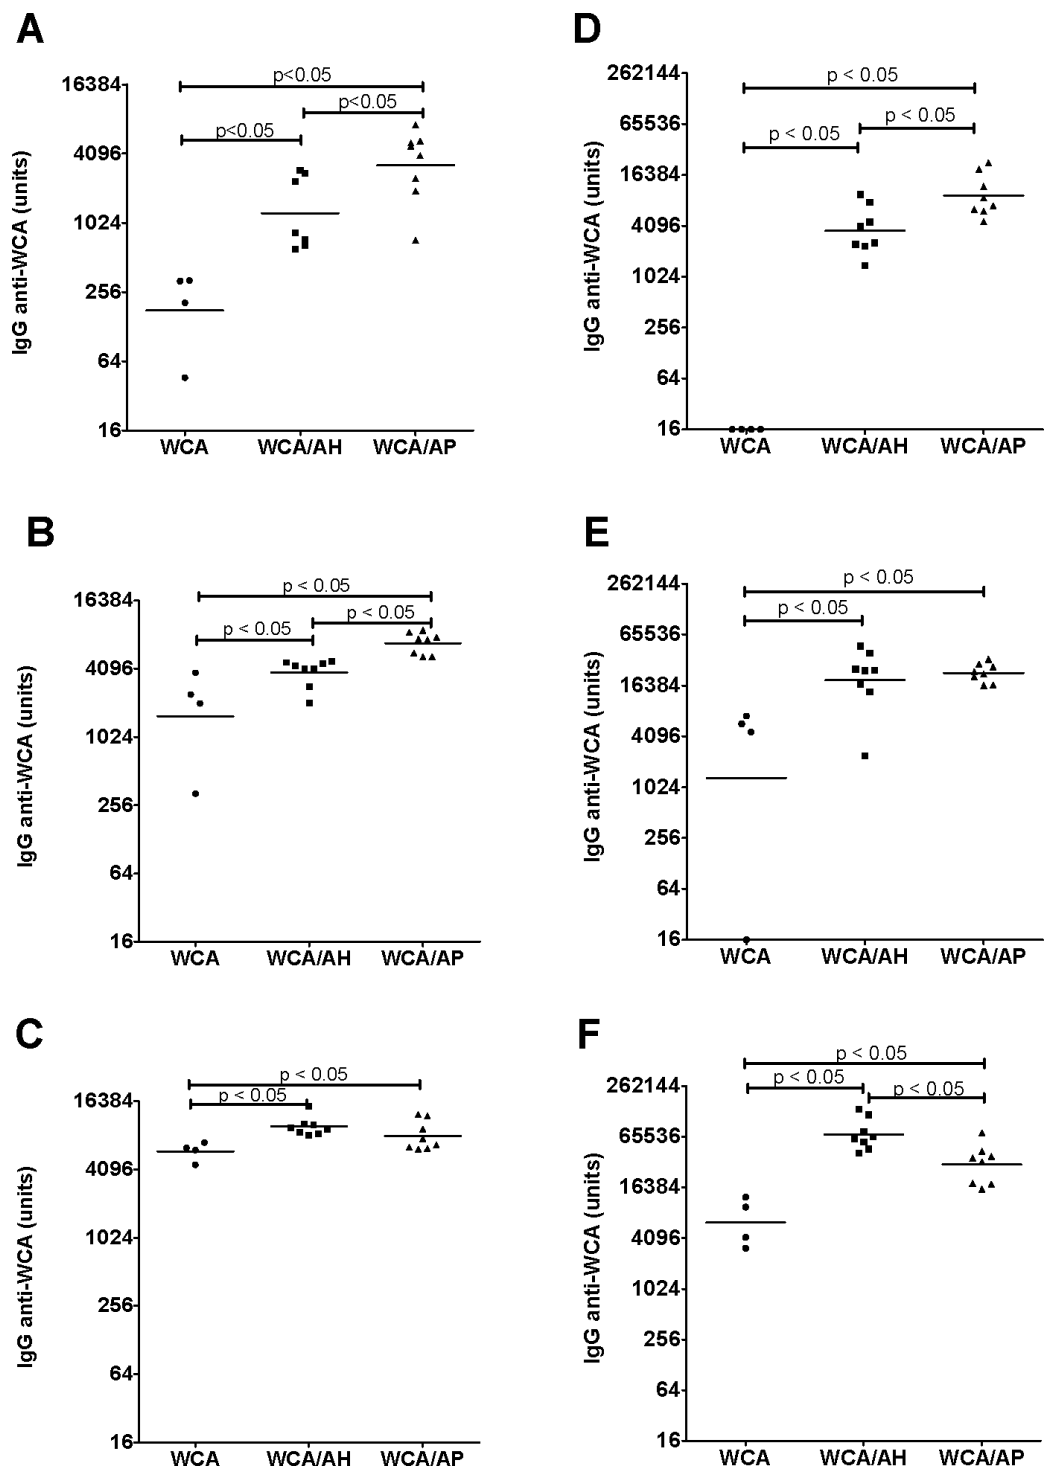 A
IgG anti-WCA (units)
16384
4096
1024
256
64
16
p<0.05
p<0.05
p<0.05
WCA
WCA/AH
WCA/AP
D
IgG anti-WCA (units)
262144
65536
16384
4096
1024
256
64
16
p < 0.05
p < 0.05
p < 0.05
WCA
WCA/AH
WCA/AP
B
IgG anti-WCA (units)
16384
4096
1024
256
64
16
p < 0.05
p < 0.05
p < 0.05
WCA
WCA/AH
WCA/AP
E
IgG anti-WCA (units)
262144
65536
16384
4096
1024
256
64
16
p < 0.05
p < 0.05
WCA
WCA/AH
WCA/AP
C
IgG anti-WCA (units)
16384
4096
1024
256
64
16
p < 0.05
p < 0.05
WCA
WCA/AH
WCA/AP
F
IgG anti-WCA (units)
262144
65536
16384
4096
1024
256
64
16
p < 0.05
p < 0.05
p < 0.05
WCA
WCA/AH
WCA/AP